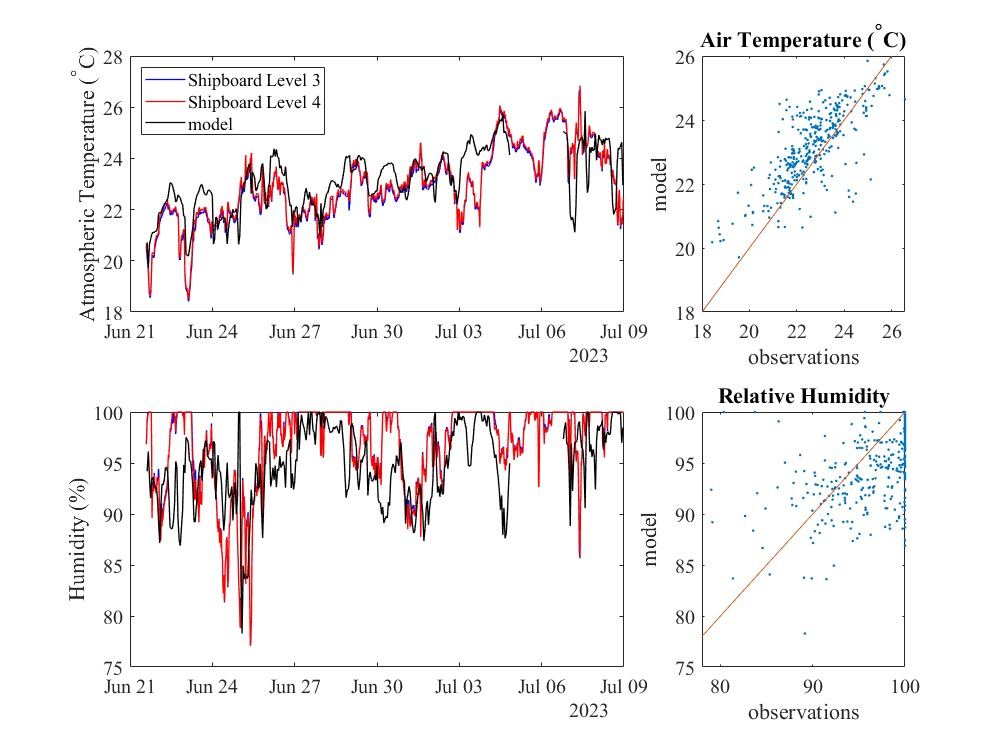 Atmospheric Temperature (°C)
28
26
24
22
20
18
Shipboard Level 3
Shipboard Level 4
model
Jun 21 Jun 24 Jun 27 Jun 30 Jul 03 Jul 06 Jul 09
2023
Air Temperature (°C)
model
26
24
22
20
18
18 20 22 24 26
observations
Humidity (%)
100
95
90
85
80
75
Jun 21 Jun 24 Jun 27 Jun 30 Jul 03 Jul 06 Jul 09
2023
Relative Humidity
model
100
95
90
85
80
75
80 90 100
observations